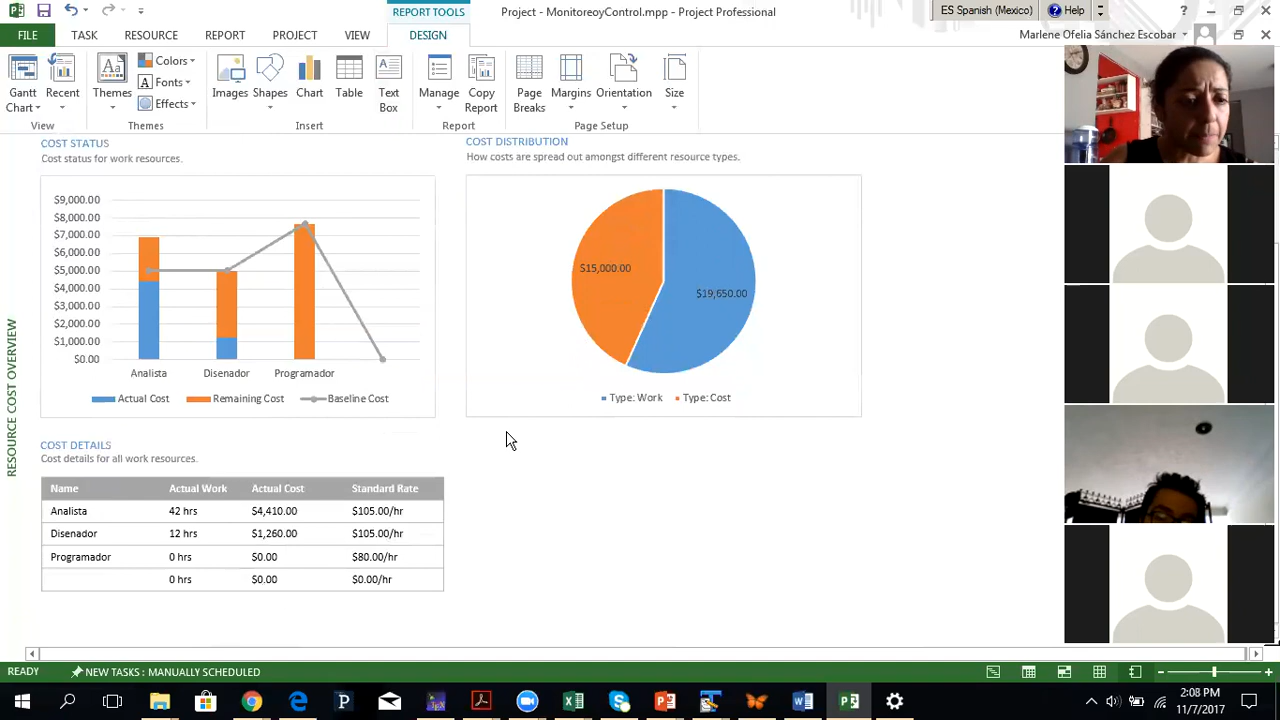 REPORT TOOLS
Project - MonitoreoyControl.mpp - Project Professional
ES Spanish (Mexico)
Help
?
FILE
TASK
RESOURCE
REPORT
PROJECT
VIEW
DESIGN
Marlene Ofelia Sánchez Escobar
Gantt Chart
Recent
Themes
Colors
Fonts
Effects
Images
Shapes
Chart
Table
Text Box
Manage
Copy Report
Page Breaks
Margins
Orientation
Size
View
Themes
Insert
Report
Page Setup
RESOURCE COST OVERVIEW
COST STATUS
Cost status for work resources.
$9,000.00
$8,000.00
$7,000.00
$6,000.00
$5,000.00
$4,000.00
$3,000.00
$2,000.00
$1,000.00
$0.00
Analista
Disenador
Programador
Actual Cost
Remaining Cost
Baseline Cost
COST DISTRIBUTION
How costs are spread out amongst different resource types.
$15,000.00
$19,650.00
Type: Work
Type: Cost
COST DETAILS
Cost details for all work resources.
Name Actual Work Actual Cost Standard Rate
Analista 42 hrs $4,410.00 $105.00/hr
Disenador 12 hrs $1,260.00 $105.00/hr
Programador 0 hrs $0.00 $80.00/hr
0 hrs $0.00 $0.00/hr
READY
NEW TASKS : MANUALLY SCHEDULED
2:08 PM
11/7/2017